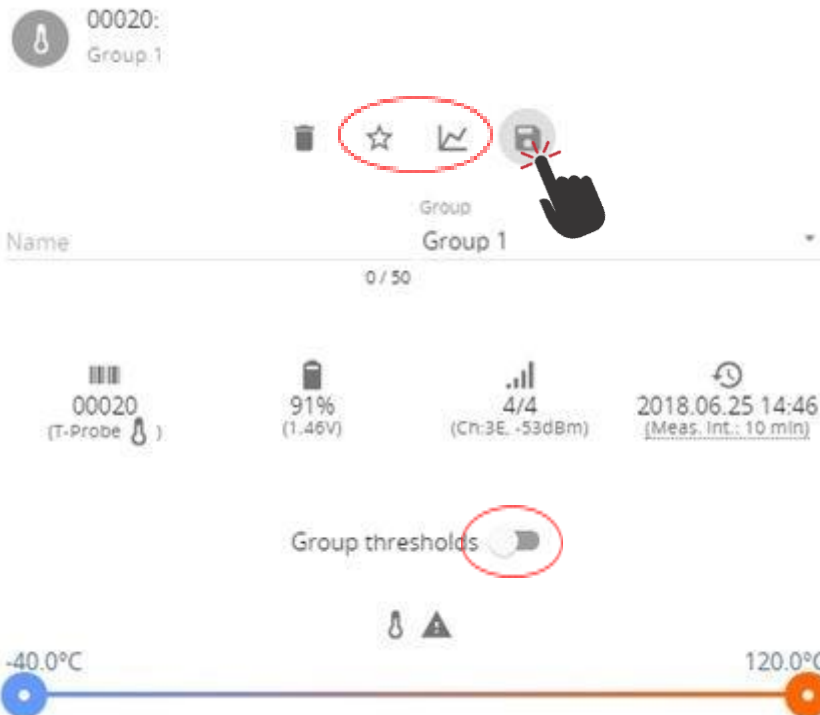 00020:
Group 1
Group
Name
Group 1
0 / 50
00020
91%
4/4
2018.06.25 14:46
(T-Probe )
(1.46V)
(Ch:3E, -53dBm)
(Meas. Int.: 10 min)
Group thresholds
-40.0°C
120.0°C